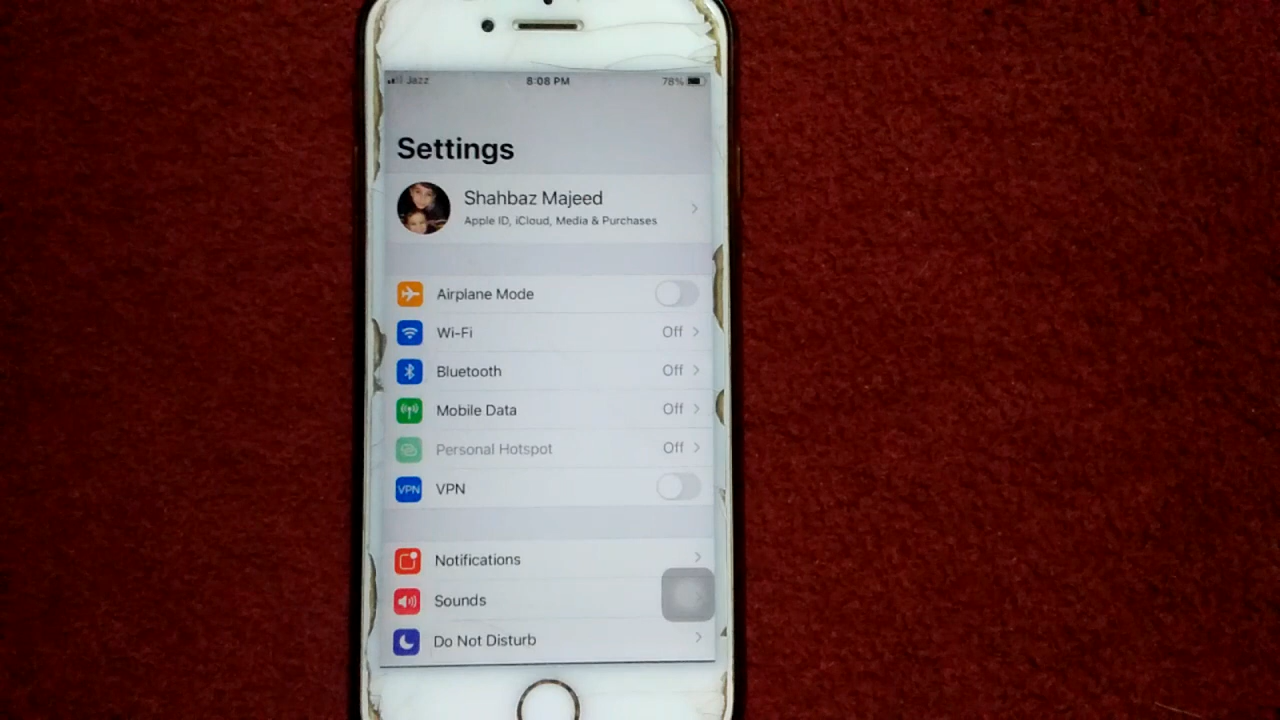 Jazz 8:08 PM 78%
Settings
Shahbaz Majeed
Apple ID, iCloud, Media & Purchases
Airplane Mode
Wi-Fi Off
Bluetooth Off
Mobile Data Off
Personal Hotspot Off
VPN VPN
Notifications
Sounds
Do Not Disturb